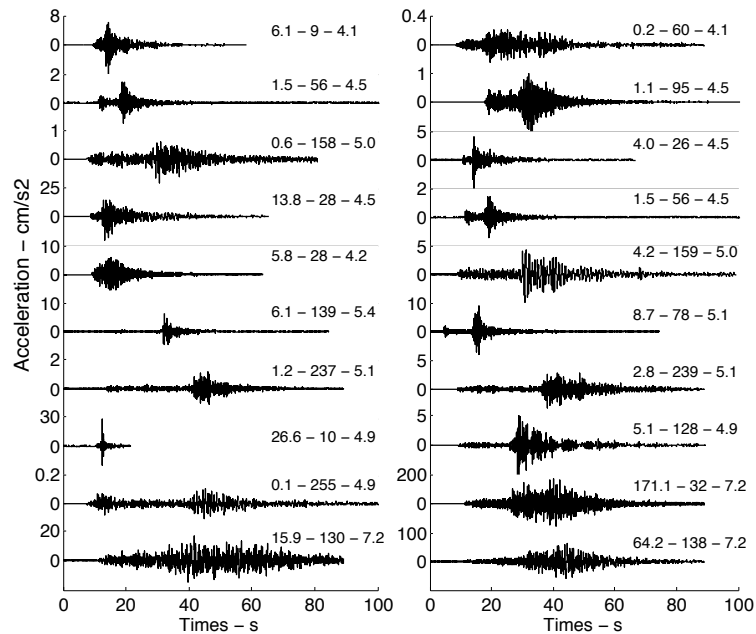 8
0
6.1 – 9 – 4.1
2
0
1.5 – 56 – 4.5
1
0
0.6 – 158 – 5.0
25
0
13.8 – 28 – 4.5
10
0
5.8 – 28 – 4.2
10
0
6.1 – 139 – 5.4
2
0
1.2 – 237 – 5.1
30
0
26.6 – 10 – 4.9
0.2
0
0.1 – 255 – 4.9
20
0
15.9 – 130 – 7.2
0 20 40 60 80 100
Times – s
Acceleration – cm/s2
0.4
0
0.2 – 60 – 4.1
1
0
1.1 – 95 – 4.5
5
0
4.0 – 26 – 4.5
2
0
1.5 – 56 – 4.5
5
0
4.2 – 159 – 5.0
10
0
8.7 – 78 – 5.1
5
0
2.8 – 239 – 5.1
5
0
5.1 – 128 – 4.9
200
0
171.1 – 32 – 7.2
100
0
64.2 – 138 – 7.2
0 20 40 60 80 100
Times – s